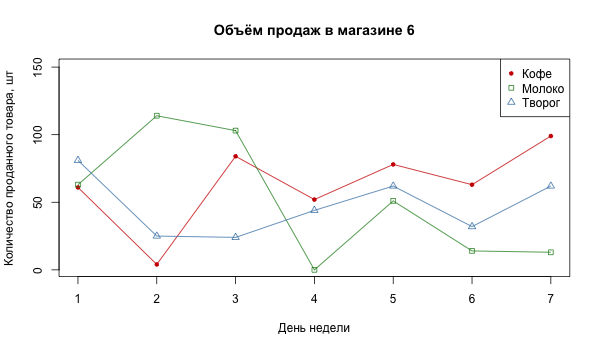 Объём продаж в магазине 6
Количество проданного товара, шт
150
100
50
0
Кофе
Молоко
Творог
1 2 3 4 5 6 7
День недели